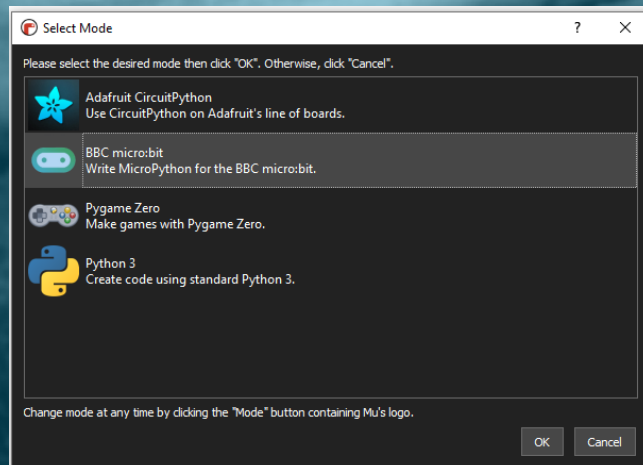 Select Mode
Please select the desired mode then click "OK". Otherwise, click "Cancel".
Adafruit CircuitPython
Use CircuitPython on Adafruit's line of boards.
BBC micro:bit
Write MicroPython for the BBC micro:bit.
Pygame Zero
Make games with Pygame Zero.
Python 3
Create code using standard Python 3.
Change mode at any time by clicking the "Mode" button containing Mu's logo.
OK Cancel